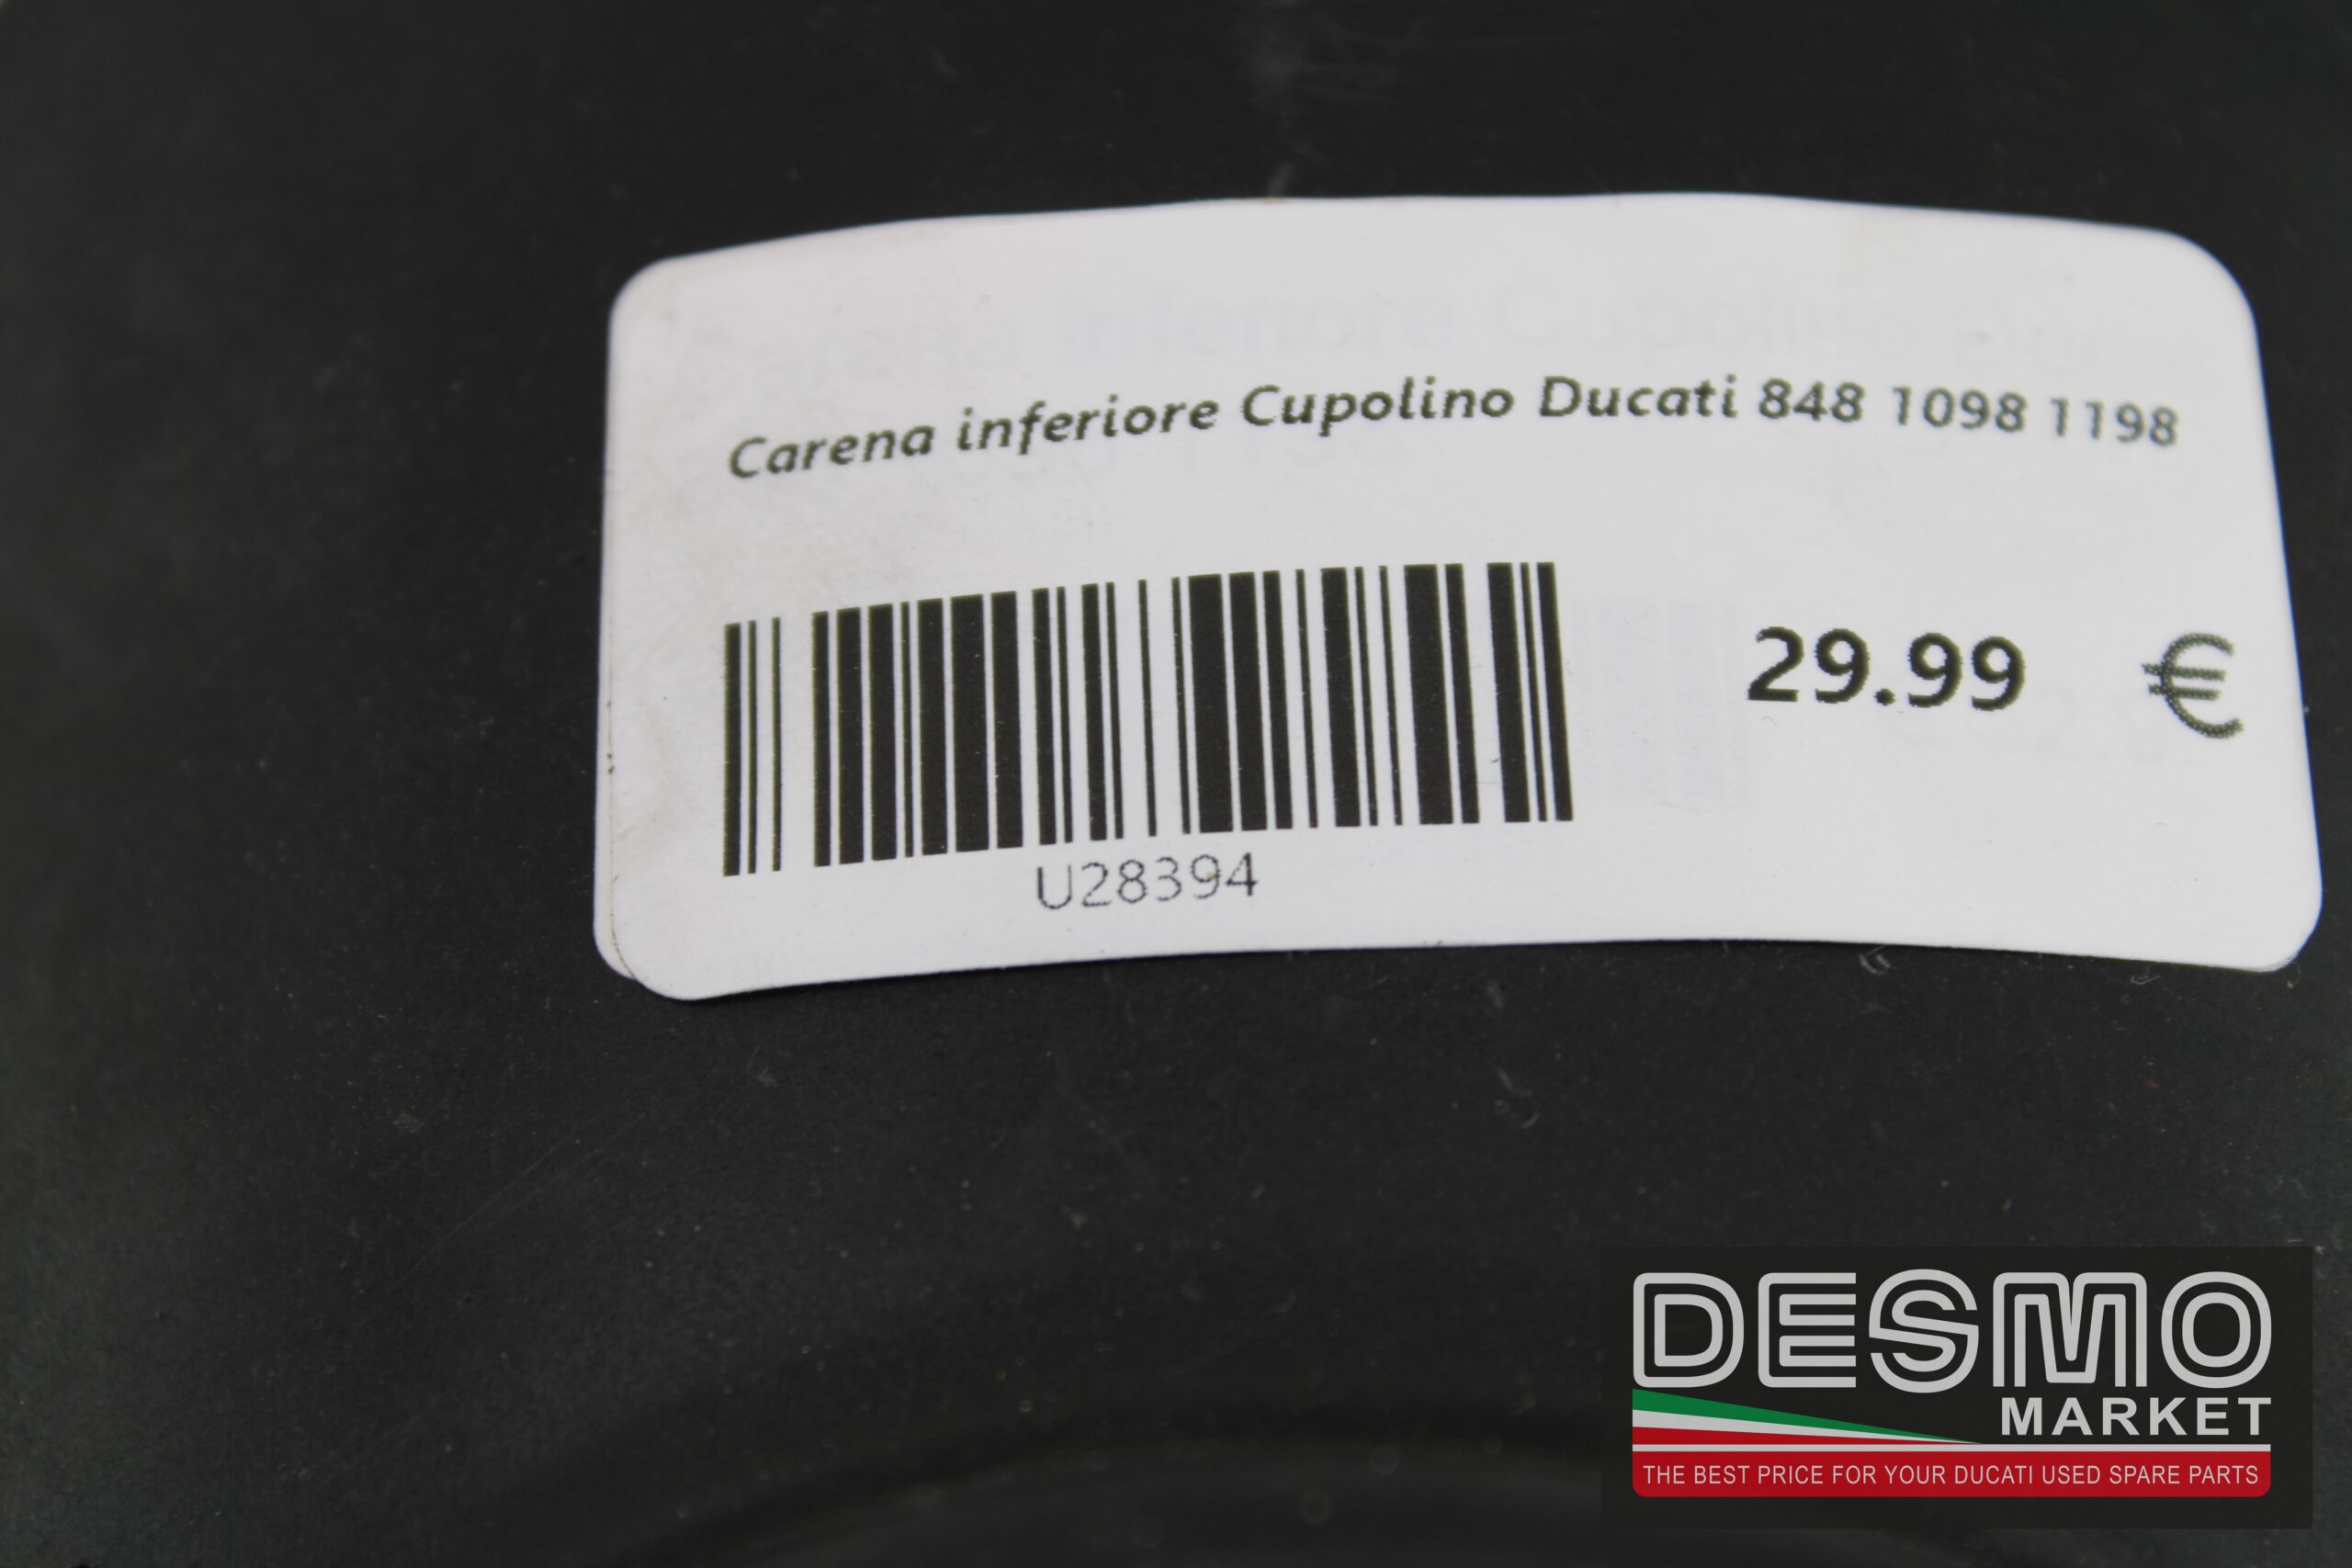 Carena inferiore Cupolino Ducati 848 1098 1198
29.99 €
U28394
DESMO
MARKET
THE BEST PRICE FOR YOUR DUCATI USED SPARE PARTS